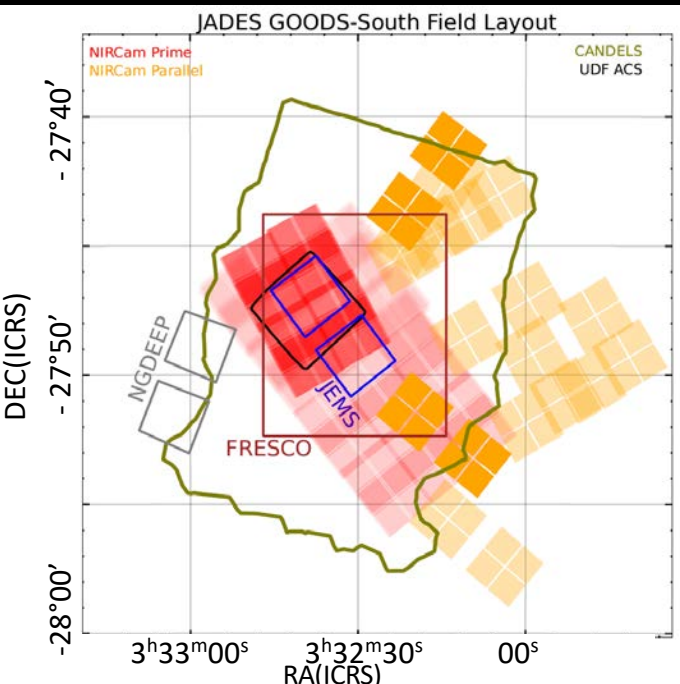 JADES GOODS-South Field Layout
NIRCam Prime
NIRCam Parallel
CANDELS
UDF ACS
-27°40’
-27°50’
-28°00’
DEC(ICRS)
NGDEEP
JEMS
FRESCO
3ʰ33ᵐ00ˢ
3ʰ32ᵐ30ˢ
00ˢ
RA(ICRS)